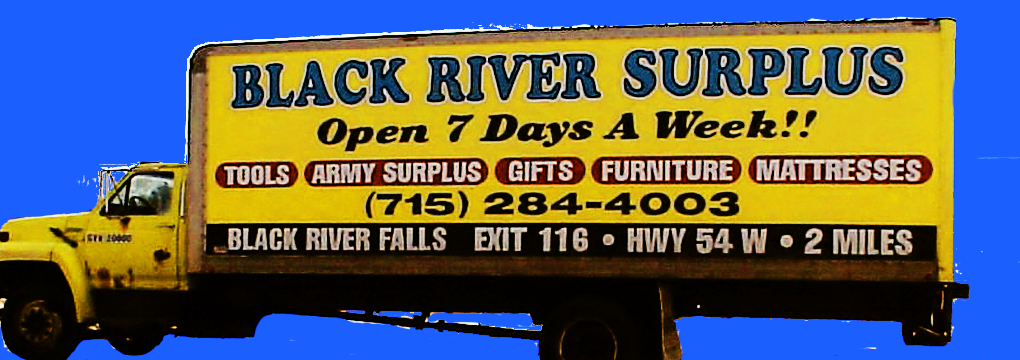 BLACK RIVER SURPLUS
Open 7 Days A Week!!
TOOLS ARMY SURPLUS GIFTS FURNITURE MATTRESSES
(715) 284-4003
BLACK RIVER FALLS EXIT 116 • HWY 54 W • 2 MILES